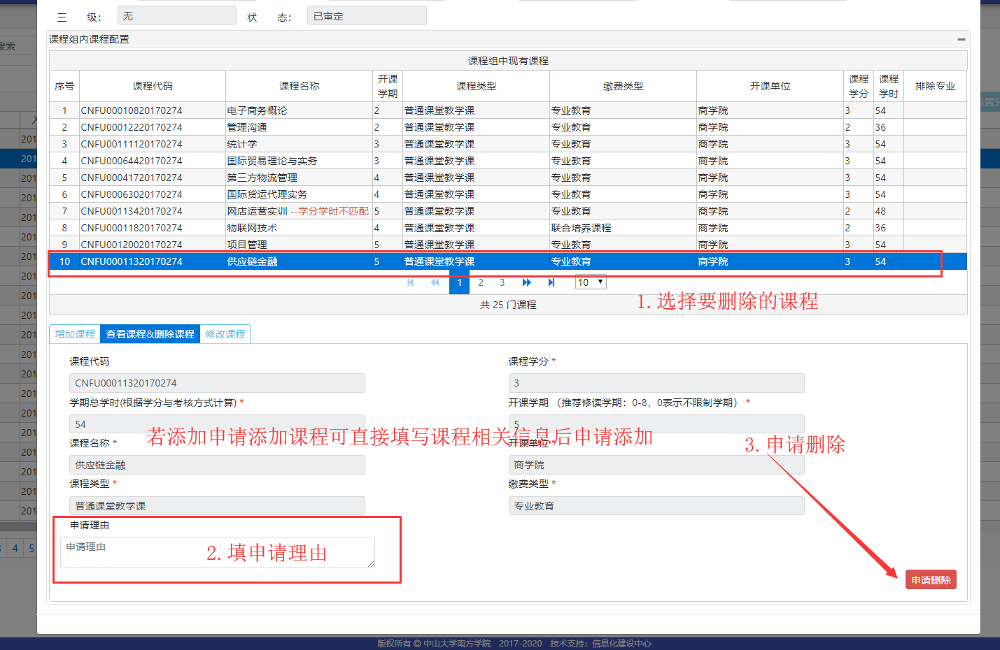 三 级： 无 状 态： 已审定
课程组内课程配置
搜索
课程组中现有课程
序号 课程代码 课程名称 开课学期 课程类型 缴费类型 开课单位 课程学分 课程学时 排除专业
1 CNFU00010820170274 电子商务概论 2 普通课堂教学课 专业教育 商学院 3 54
2 CNFU00012220170274 管理沟通 2 普通课堂教学课 专业教育 商学院 2 36
3 CNFU00111120170274 统计学 3 普通课堂教学课 专业教育 商学院 3 54
4 CNFU00064420170274 国际贸易理论与实务 3 普通课堂教学课 专业教育 商学院 3 54
5 CNFU00041720170274 第三方物流管理 4 普通课堂教学课 专业教育 商学院 3 54
6 CNFU00063020170274 国际货运代理实务 4 普通课堂教学课 专业教育 商学院 3 54
7 CNFU00113420170274 网店运营实训 --学分学时不匹配 5 普通课堂教学课 专业教育 商学院 2 48
8 CNFU00011820170274 物联网技术 4 普通课堂教学课 联合培养课程 商学院 2 36
9 CNFU00120020170274 项目管理 5 普通课堂教学课 专业教育 商学院 3 54
10 CNFU00011320170274 供应链金融 5 普通课堂教学课 专业教育 商学院 3 54
1 2 3 10
共 25 门课程
1.选择要删除的课程
增加课程 查看课程&删除课程 修改课程
课程代码 课程学分 *
CNFU00011320170274 3
学期总学时(根据学分与考核方式计算) * 开课学期 （推荐修读学期：0-8，0表示不限制学期） *
54 5
若添加申请添加课程可直接填写课程相关信息后申请添加
课程名称 * 开课单位 *
3.申请删除
供应链金融 商学院
课程类型 * 缴费类型 *
普通课堂教学课 专业教育
申请理由
申请理由
2.填申请理由
4 5
申请删除
版权所有 © 中山大学南方学院 2017-2020 技术支持：信息化建设中心